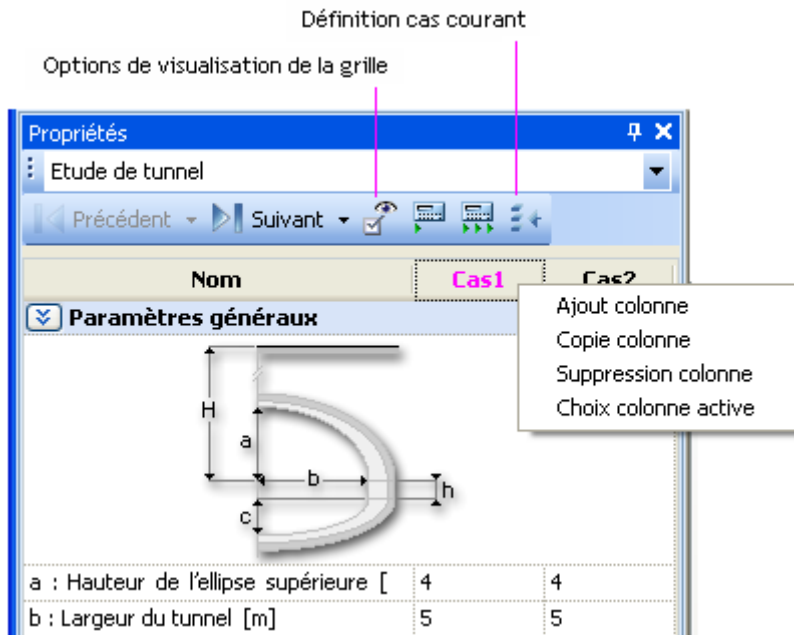 Définition cas courant
Options de visualisation de la grille
Propriétés
Etude de tunnel
Précédent Suivant
Nom Cas1 Cas2
Paramètres généraux
Ajout colonne
Copie colonne
Suppression colonne
Choix colonne active
H
a
b
h
c
a : Hauteur de l'ellipse supérieure [ 4 4
b : Largeur du tunnel [m] 5 5